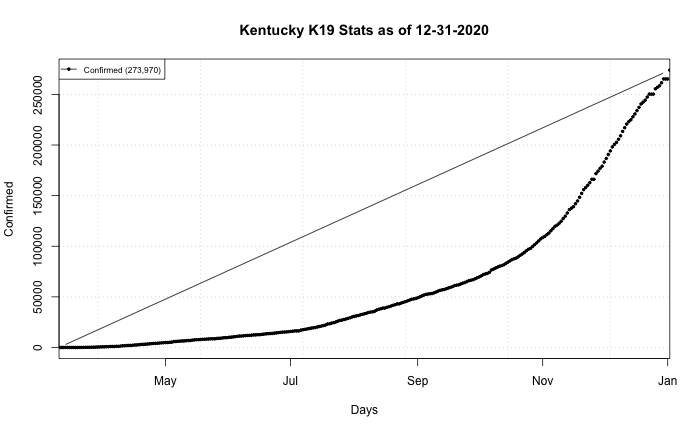 Kentucky K19 Stats as of 12-31-2020
Confirmed (273,970)
Confirmed
250000
200000
150000
100000
50000
0
May Jul Sep Nov Jan
Days